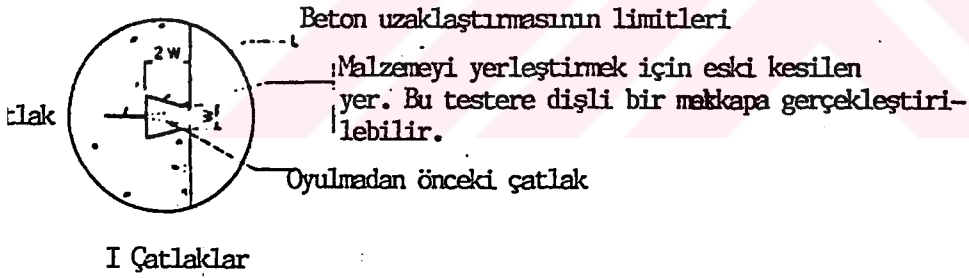 Beton uzaklaştırmasının limitleri
2 W
Malzemeyi yerleştirmek için eski kesilen
yer. Bu testere dişli bir makkapa gerçekleştiri-
lebilir.
tlak
W
Oyulmadan önceki çatlak
I Çatlaklar